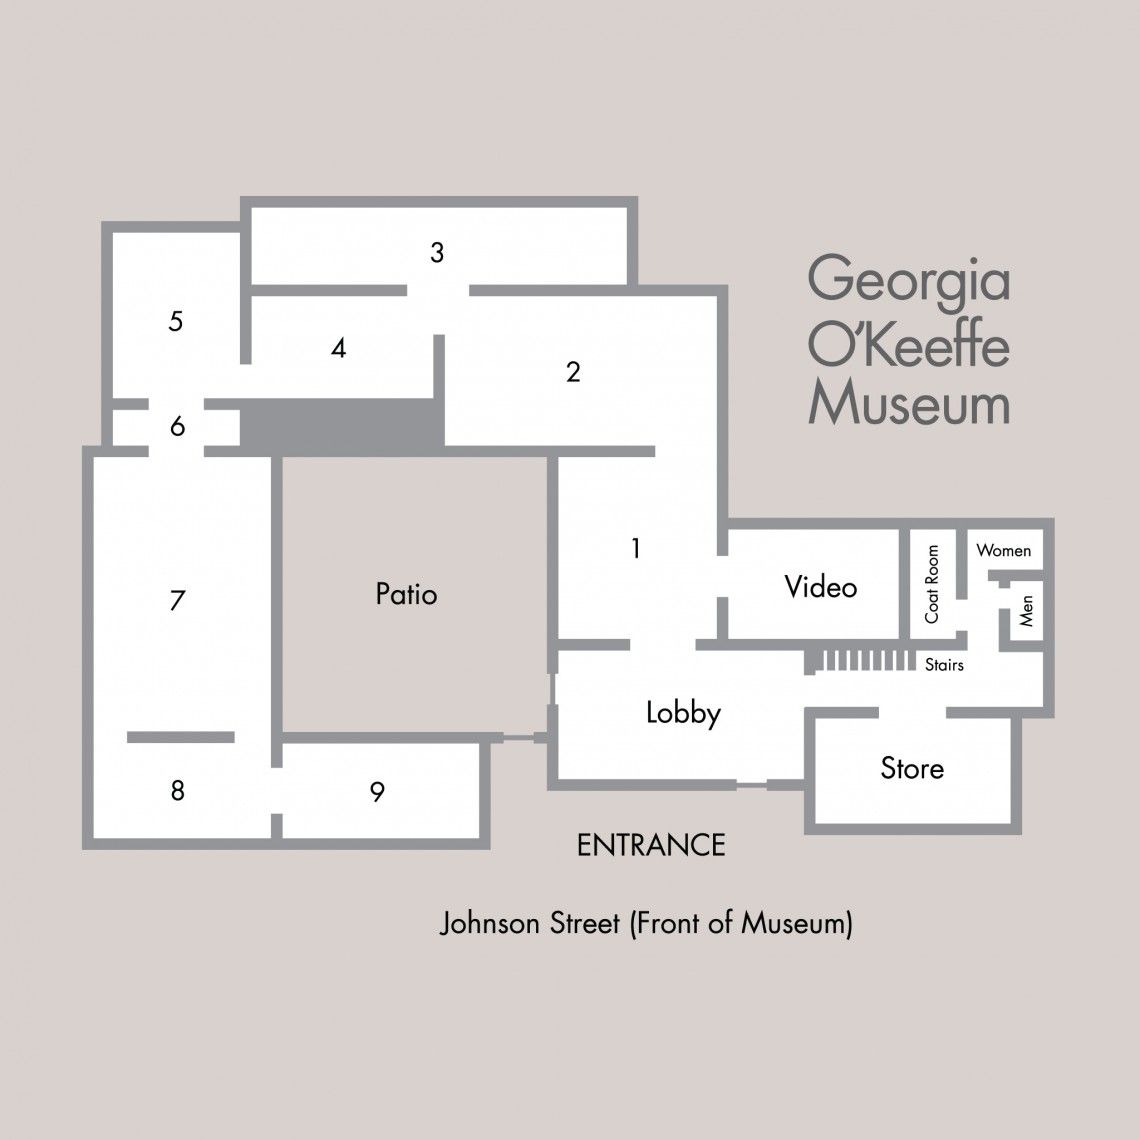 3
Georgia
O'Keeffe
Museum
5
4
2
6
1
Women
Coat Room
Video
Men
Patio
7
Stairs
Lobby
Store
8
9
ENTRANCE
Johnson Street (Front of Museum)